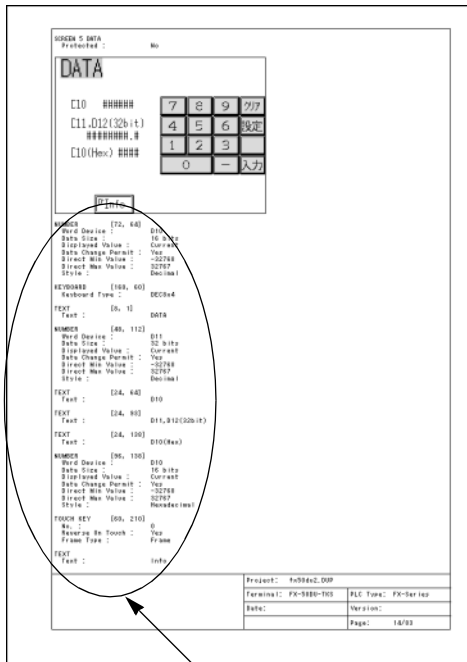 SCREEN 5 DATA
Protected : No
DATA
D10 ######
D11,D12(32bit)
########.#
D10(Hex) ####
7 8 9 クリア
4 5 6 設定
1 2 3
0 － 入力
Info
NUMBER [72, 64]
Word Device : D10
Data Size : 16 bits
Displayed Value : Current
Data Change Permit : Yes
Direct Min Value : -32768
Direct Max Value : 32767
Style : Decimal
KEYBOARD [168, 60]
Keyboard Type : DEC8x4
TEXT [8, 1]
Text : DATA
NUMBER [48, 112]
Word Device : D11
Data Size : 32 bits
Displayed Value : Current
Data Change Permit : Yes
Direct Min Value : -32768
Direct Max Value : 32767
Style : Decimal
TEXT [24, 64]
Text : D10
TEXT [24, 88]
Text : D11,D12(32bit)
TEXT [24, 138]
Text : D10(Hex)
NUMBER [96, 138]
Word Device : D10
Data Size : 16 bits
Displayed Value : Current
Data Change Permit : Yes
Direct Min Value : -32768
Direct Max Value : 32767
Style : Hexadecimal
TOUCH KEY [60, 210]
No. : 0
Reverse On Touch : Yes
Frame Type : Frame
TEXT
Text : Info
Project: fx50du2.DUP
Terminal: FX-50DU-TKS PLC Type: FX-Series
Date: Version:
Page: 14/83